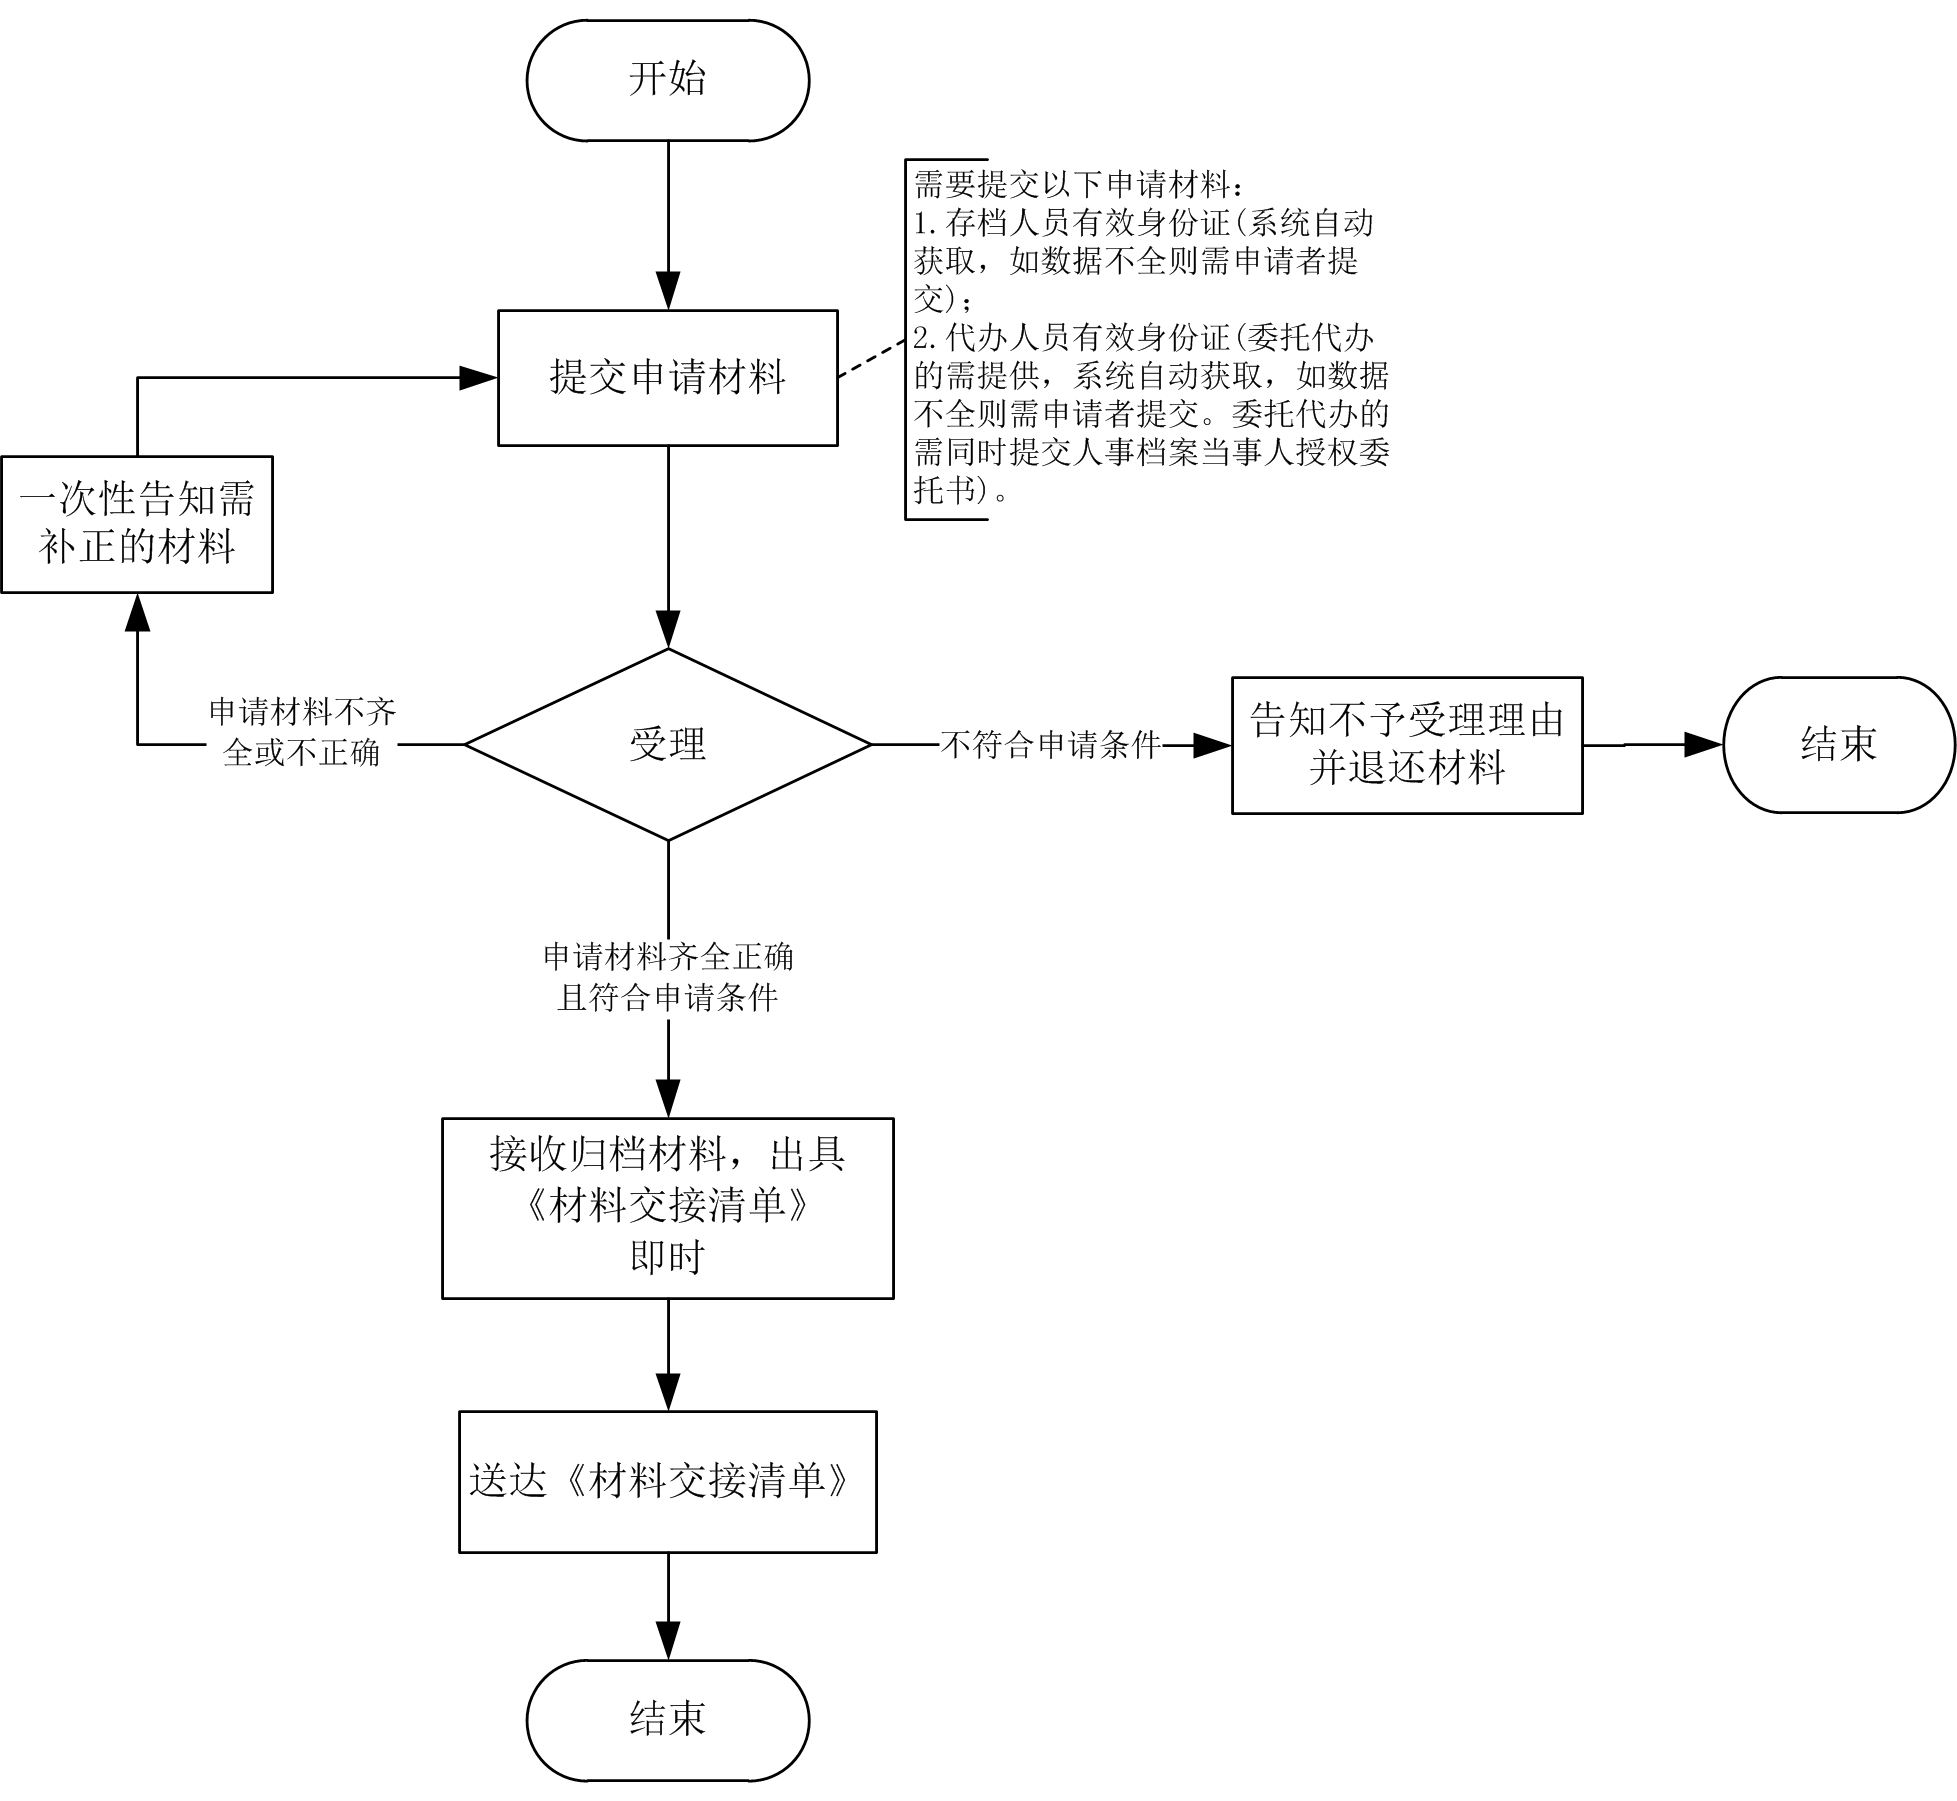 开始
需要提交以下申请材料：
1.存档人员有效身份证(系统自动
获取，如数据不全则需申请者提
交)；
2.代办人员有效身份证(委托代办
的需提供，系统自动获取，如数据
不全则需申请者提交。委托代办的
需同时提交人事档案当事人授权委
托书)。
提交申请材料
一次性告知需
补正的材料
申请材料不齐
全或不正确
受理
不符合申请条件
告知不予受理理由
并退还材料
结束
申请材料齐全正确
且符合申请条件
接收归档材料，出具
《材料交接清单》
即时
送达《材料交接清单》
结束